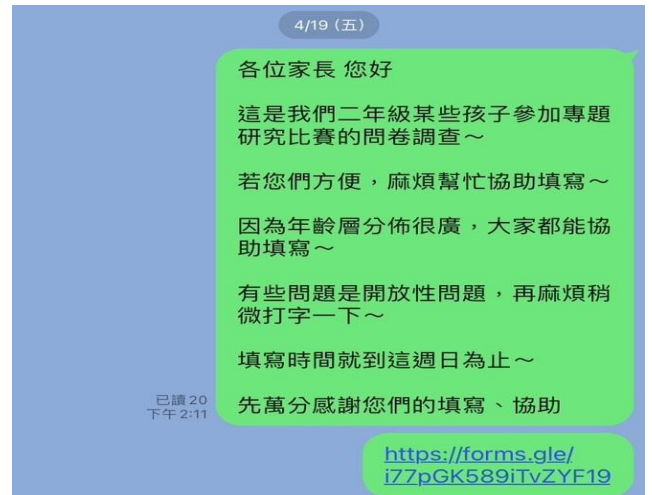 4/19（五）
各位家長 您好
這是我們二年級某些孩子參加專題
研究比賽的問卷調查～
若您們方便，麻煩幫忙協助填寫～
因為年齡層分佈很廣，大家都能協
助填寫～
有些問題是開放性問題，再麻煩稍
微打字一下～
填寫時間就到這週日為止～
先萬分感謝您們的填寫、協助
已讀 20
下午 2:11
https://forms.gle/
i77pGK589iTvZYF19